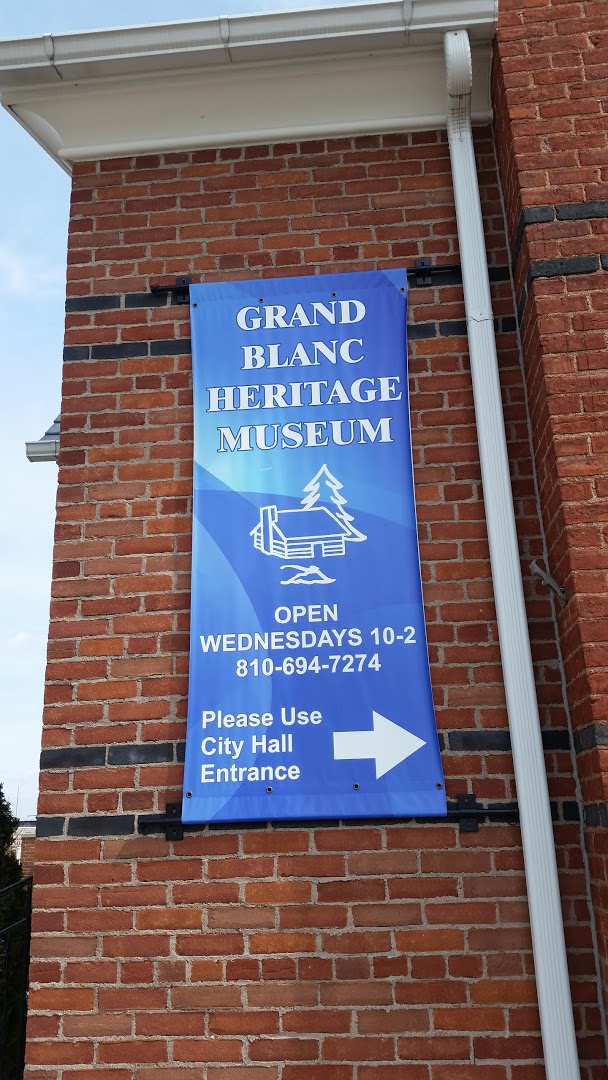 GRAND
BLANC
HERITAGE
MUSEUM
OPEN
WEDNESDAYS 10-2
810-694-7274
Please Use
City Hall
Entrance